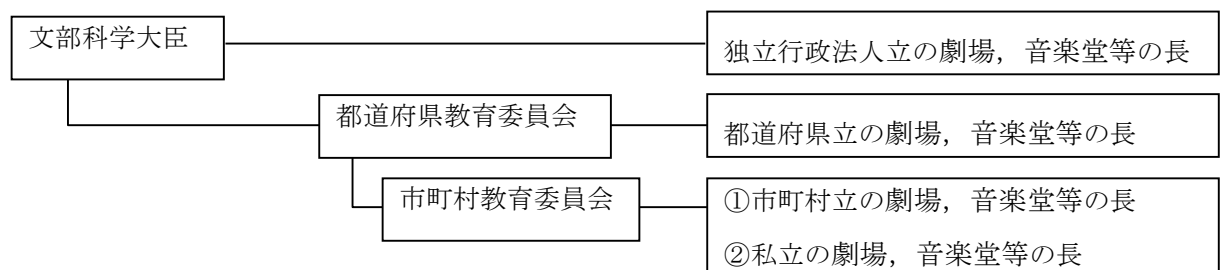 文部科学大臣
独立行政法人立の劇場，音楽堂等の長
都道府県教育委員会
都道府県立の劇場，音楽堂等の長
市町村教育委員会
①市町村立の劇場，音楽堂等の長
②私立の劇場，音楽堂等の長